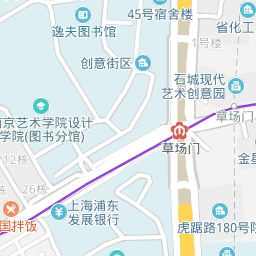 逸夫图书馆
45号宿舍楼
省化工
1号楼
创意街区
石城现代
艺术创意园
草场门
南京艺术学院设计
学院(图书分馆)
草场门
12栋
金星
26栋
上海浦东
发展银行
国拌饭
虎踞路180号院